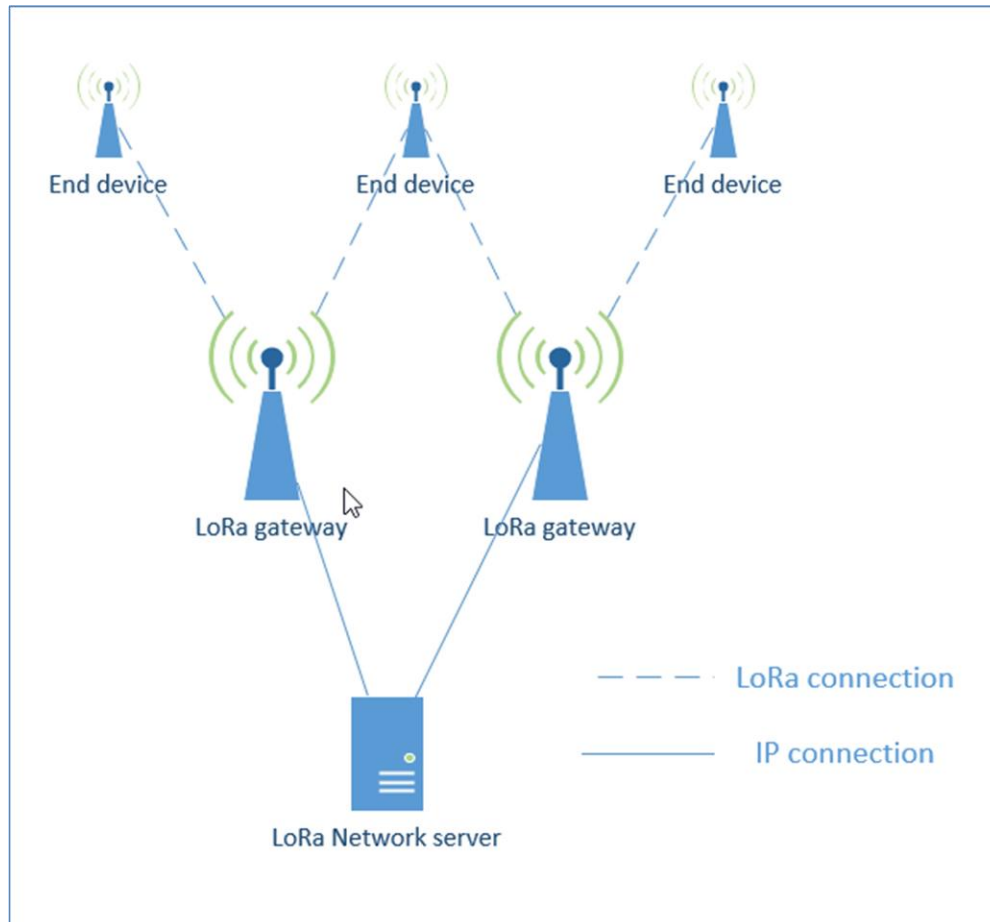 End device
End device
End device
LoRa gateway
LoRa gateway
LoRa connection
IP connection
LoRa Network server